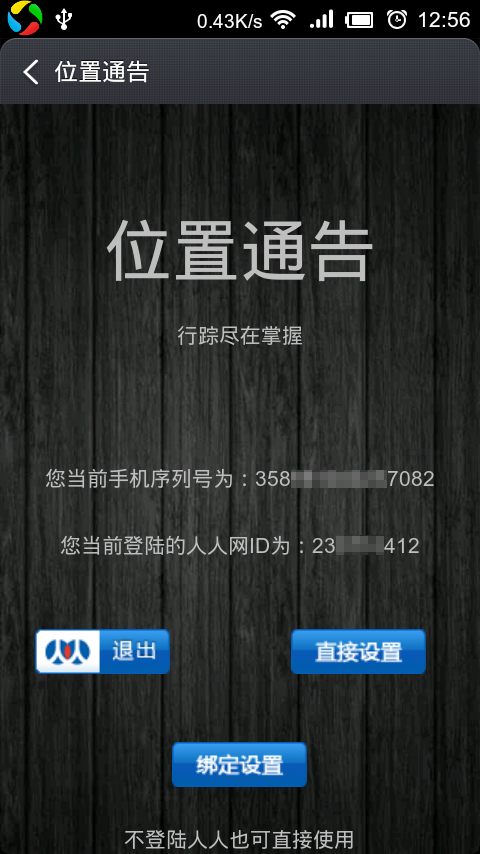 0.43K/s 12:56
位置通告
位置通告
行踪尽在掌握
您当前手机序列号为：358 7082
您当前登陆的人人网ID为：23 412
退出 直接设置
绑定设置
不登陆人人也可直接使用